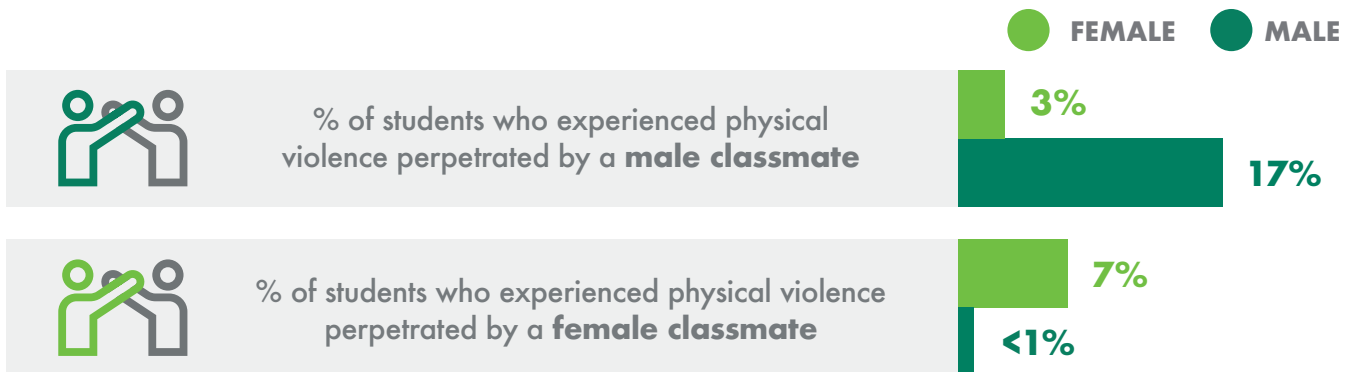 FEMALE MALE
% of students who experienced physical
violence perpetrated by a male classmate
3%
17%
% of students who experienced physical violence
perpetrated by a female classmate
7%
<1%